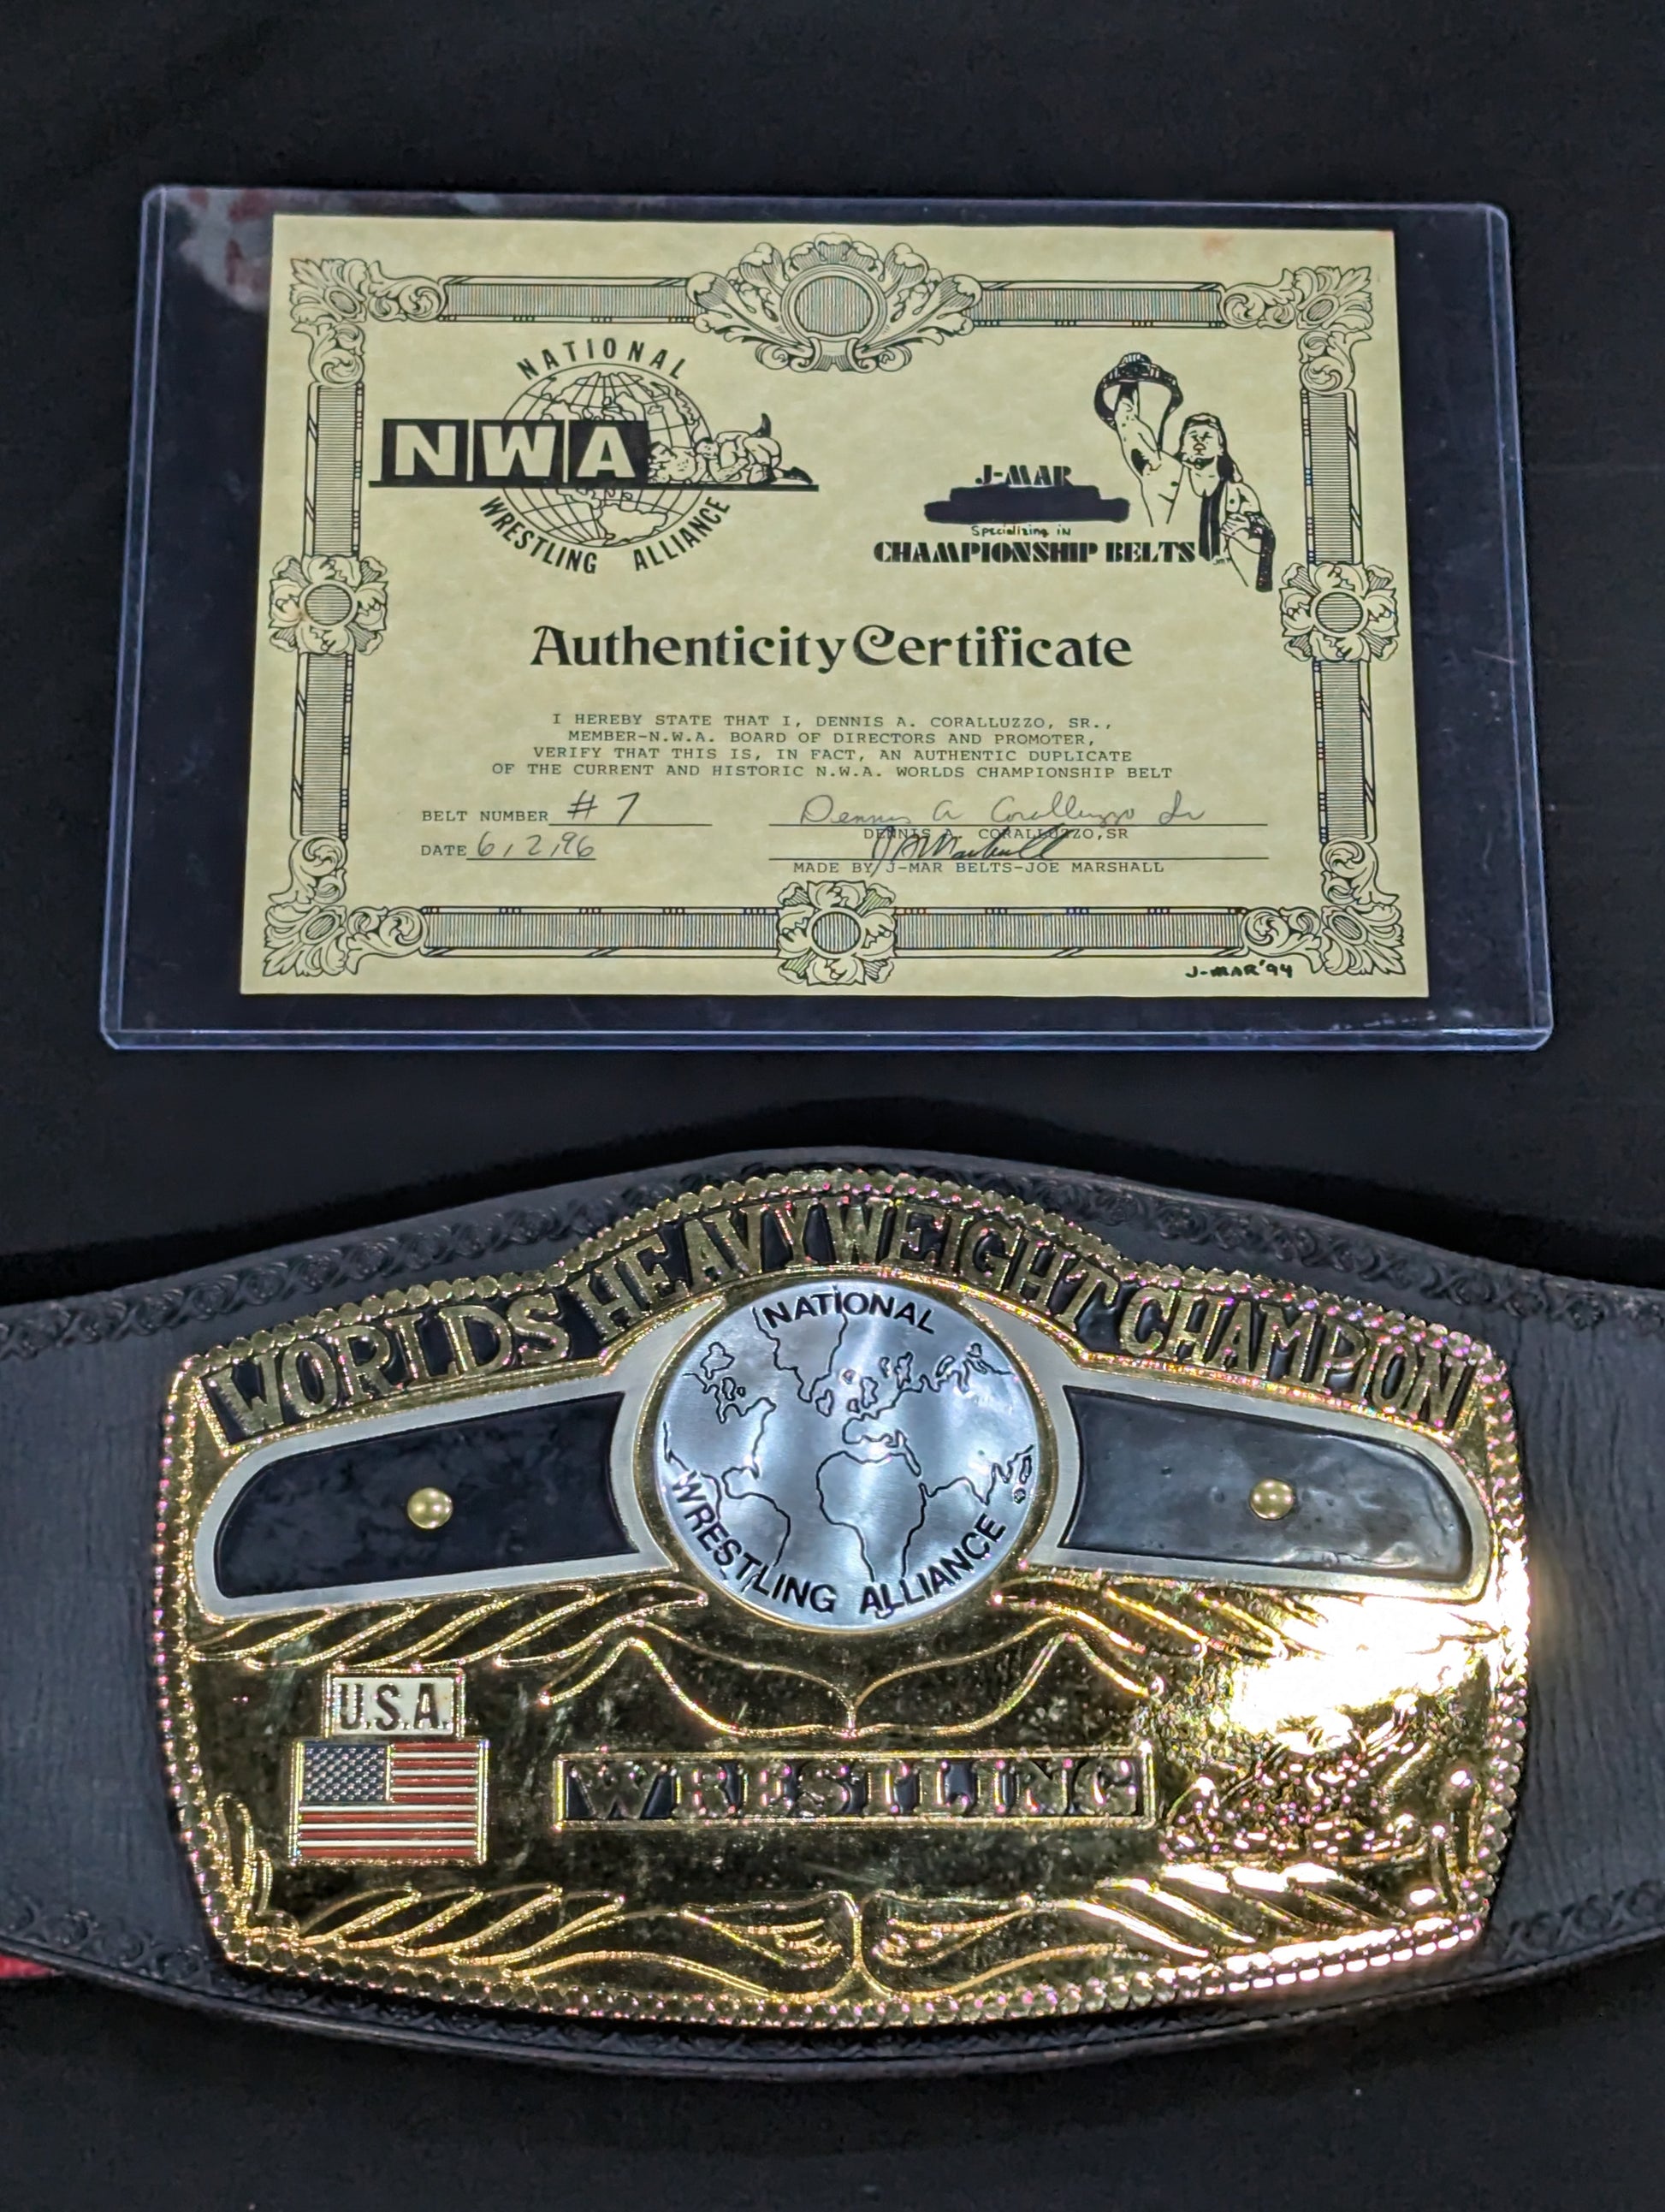 NATIONAL
NWA
WRESTLING ALLIANCE
J-MAR
Specializing in
CHAMPIONSHIP BELTS
Authenticity Certificate
I HEREBY STATE THAT I, DENNIS A. CORALLUZZO, SR.,
MEMBER-N.W.A. BOARD OF DIRECTORS AND PROMOTER,
VERIFY THAT THIS IS, IN FACT, AN AUTHENTIC DUPLICATE
OF THE CURRENT AND HISTORIC N.W.A. WORLDS CHAMPIONSHIP BELT
BELT NUMBER #7
Dennis A Coralluzzo Sr
DENNIS A. CORALLUZZO,SR
DATE 6,2,96
J Marshall
MADE BY J-MAR BELTS-JOE MARSHALL
J-MAR '94
WORLDS HEAVYWEIGHT CHAMPION
NATIONAL
WRESTLING ALLIANCE
U.S.A.
WRESTLING